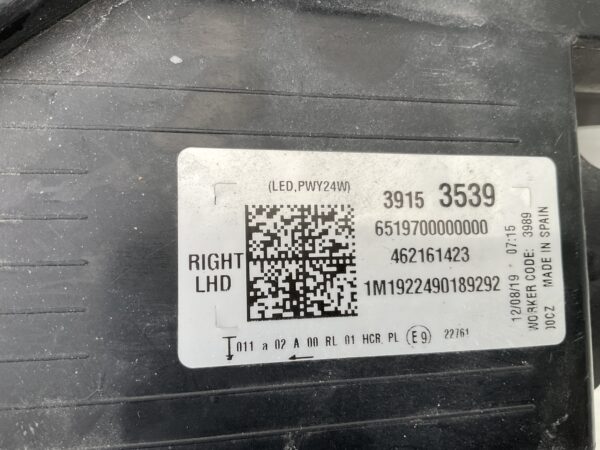 (LED,PWY24W)
3915 3539
6519700000000
462161423
1M1922490189292
RIGHT
LHD
011 a 02 A 00 RL 01 HCR PL E9 22761
12/08/19 07:15
WORKER CODE: 3989
10CZ MADE IN SPAIN